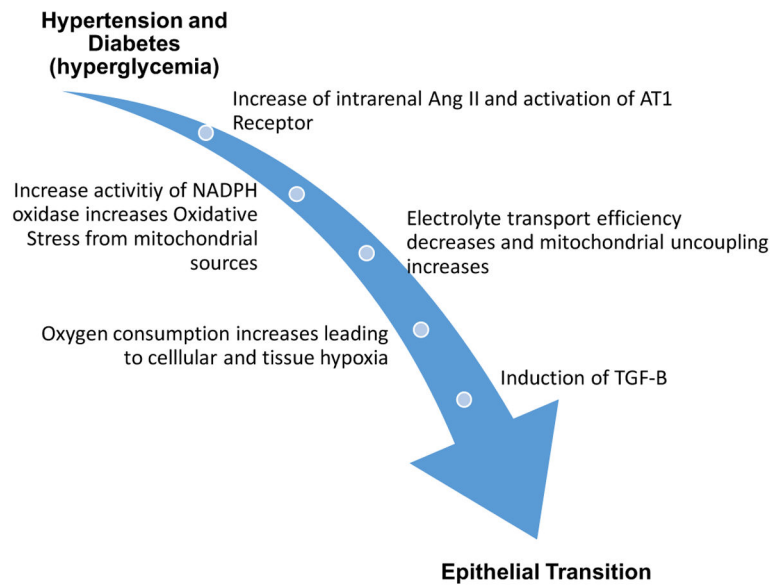 Hypertension and
Diabetes
(hyperglycemia)
Increase of intrarenal Ang II and activation of AT1
Receptor
Increase activitiy of NADPH
oxidase increases Oxidative
Stress from mitochondrial
sources
Electrolyte transport efficiency
decreases and mitochondrial uncoupling
increases
Oxygen consumption increases leading
to celllular and tissue hypoxia
Induction of TGF-B
Epithelial Transition